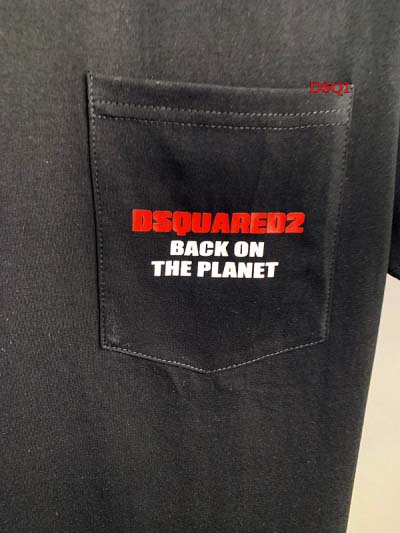 DSQ1
DSQUARED2
BACK ON
THE PLANET